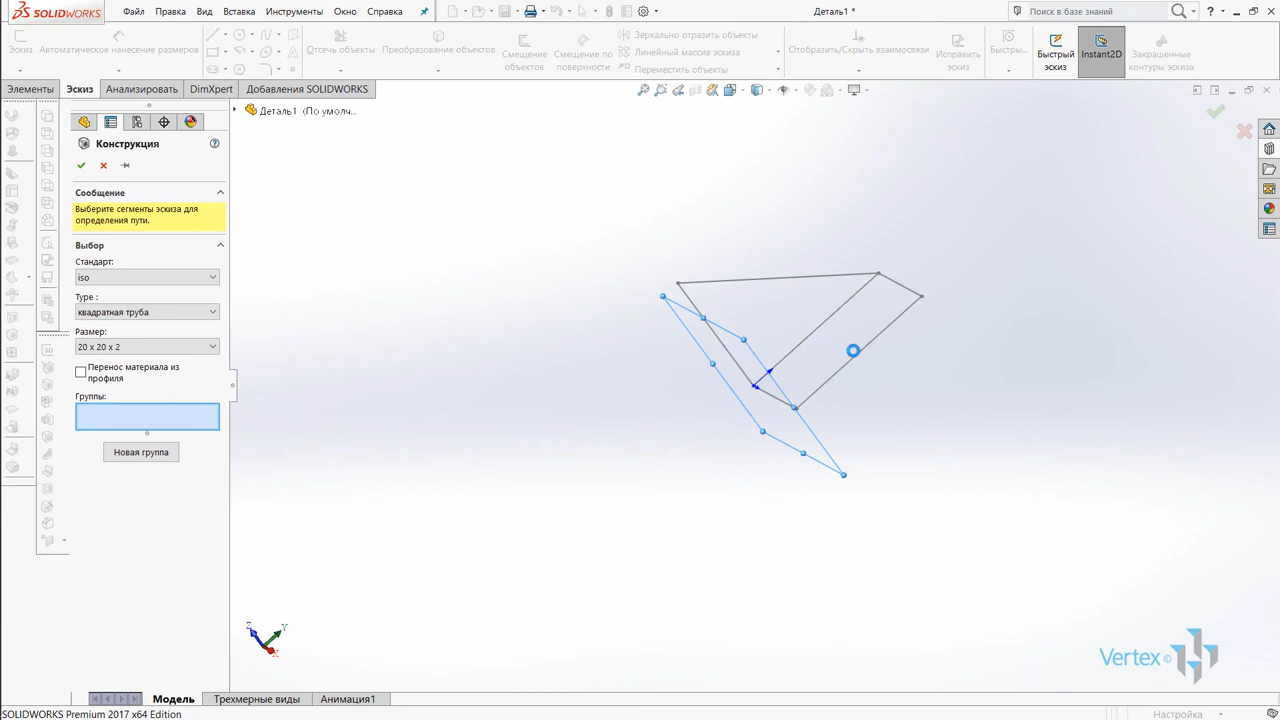 SOLIDWORKS
Файл
Правка
Вид
Вставка
Инструменты
Окно
Справка
Деталь1 *
Поиск в базе знаний
Эскиз
Автоматическое нанесение размеров
Отсечь объекты
Преобразование объектов
Смещение
объектов
Смещение по
поверхности
Зеркально отразить объекты
Линейный массив эскиза
Переместить объекты
Отобразить/Скрыть взаимосвязи
Исправить
эскиз
Быстры...
Быстрый
эскиз
Instant2D
Закрашенные
контуры эскиза
Элементы
Эскиз
Анализировать
DimXpert
Добавления SOLIDWORKS
Деталь1 (По умолч...
Конструкция
Сообщение
Выберите сегменты эскиза для
определения пути.
Выбор
Стандарт:
iso
Type :
квадратная труба
Размер:
20 x 20 x 2
Перенос материала из
профиля
Группы:
Новая группа
Z
Y
X
Vertex ©
Модель
Трехмерные виды
Анимация1
SOLIDWORKS Premium 2017 x64 Edition
Настройка